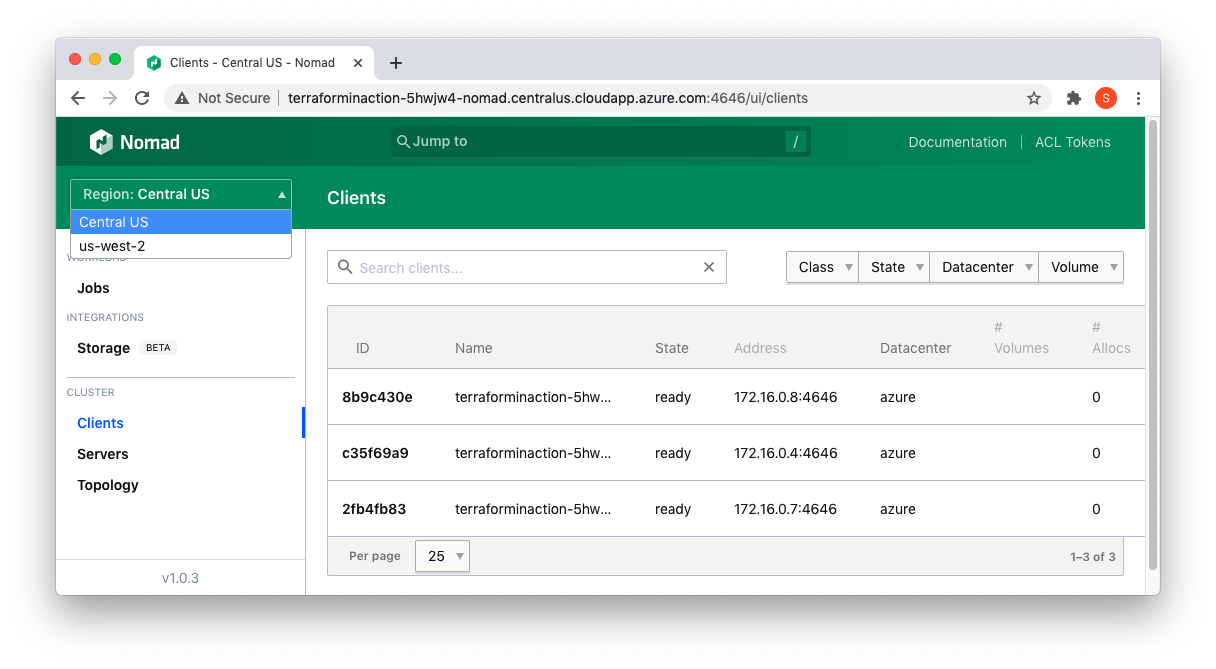 Clients - Central US - Nomad
Not Secure terraforminaction-5hwjw4-nomad.centralus.cloudapp.azure.com:4646/ui/clients
S
Nomad
Jump to /
Documentation ACL Tokens
Region: Central US
Central US
us-west-2
Clients
WORKLOAD
Jobs
INTEGRATIONS
Storage BETA
CLUSTER
Clients
Servers
Topology
v1.0.3
Search clients...
Class State Datacenter Volume
ID Name State Address Datacenter # Volumes # Allocs
8b9c430e terraforminaction-5hw... ready 172.16.0.8:4646 azure 0
c35f69a9 terraforminaction-5hw... ready 172.16.0.4:4646 azure 0
2fb4fb83 terraforminaction-5hw... ready 172.16.0.7:4646 azure 0
Per page 25 1–3 of 3